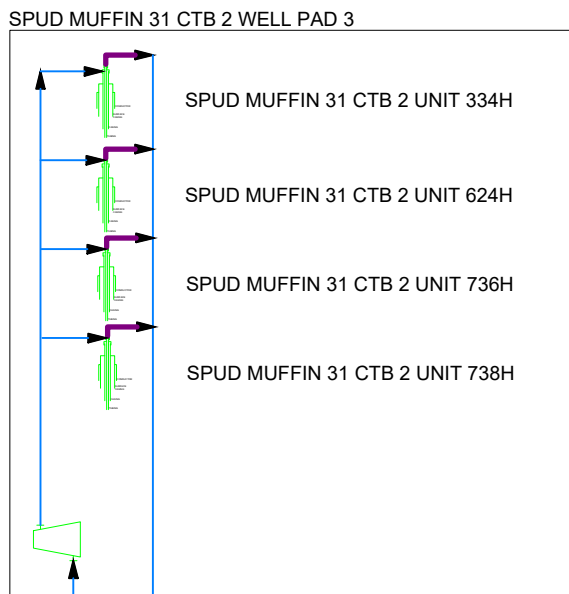 SPUD MUFFIN 31 CTB 2 WELL PAD 3
SPUD MUFFIN 31 CTB 2 UNIT 334H
SPUD MUFFIN 31 CTB 2 UNIT 624H
SPUD MUFFIN 31 CTB 2 UNIT 736H
SPUD MUFFIN 31 CTB 2 UNIT 738H